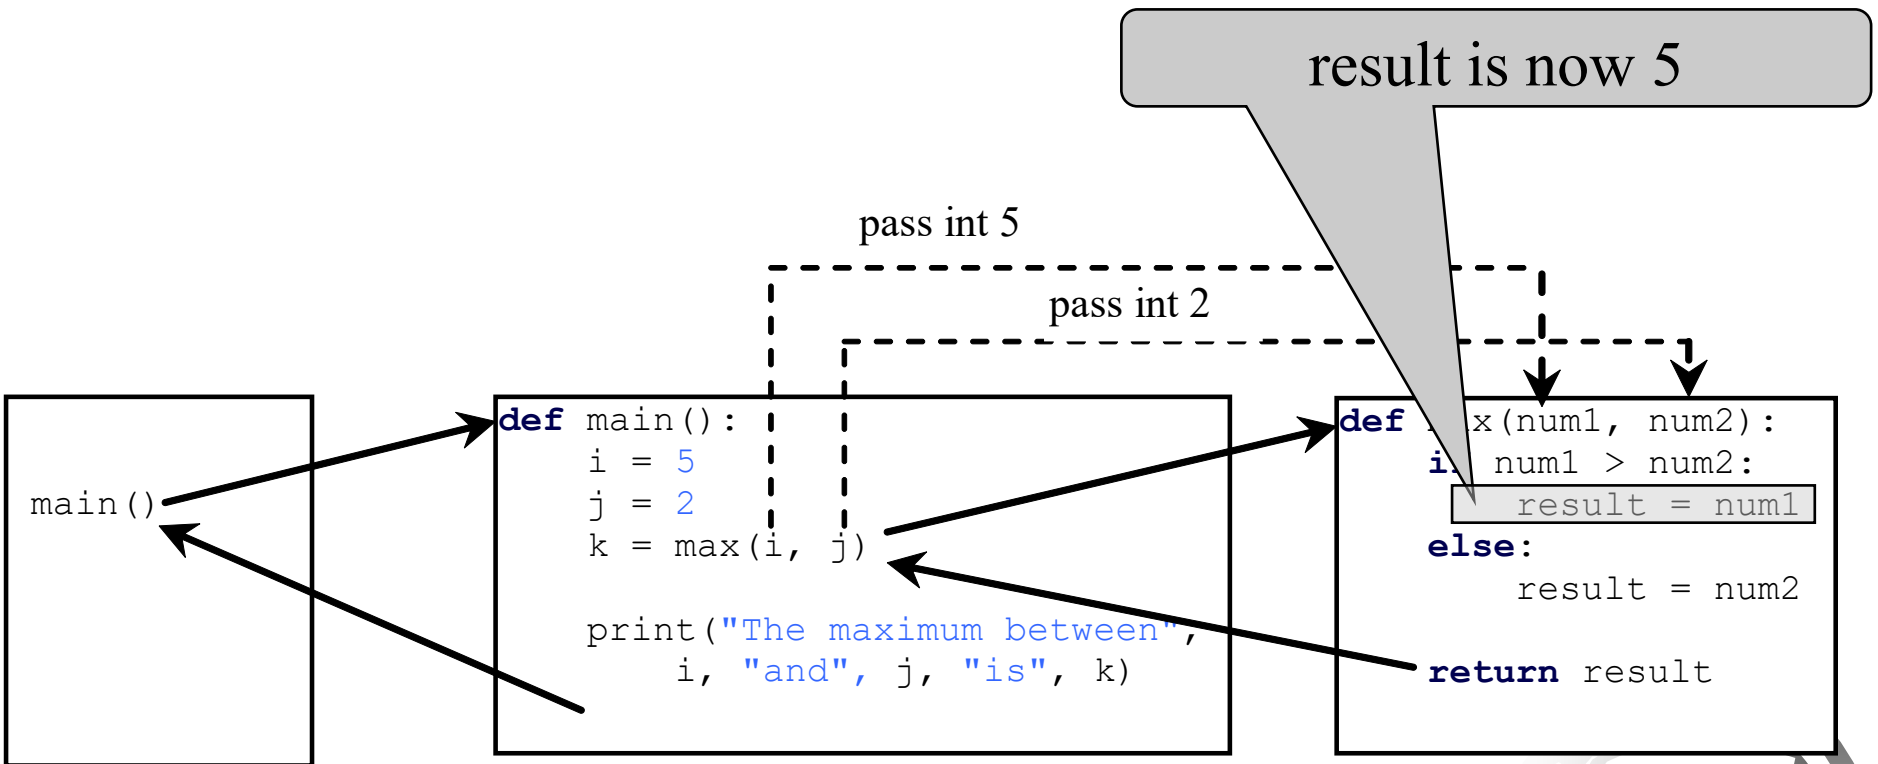 result is now 5
pass int 5
pass int 2
main()
def main():
    i = 5
    j = 2
    k = max(i, j)
    print("The maximum between",
        i, "and", j, "is", k)
def x(num1, num2):
    num1 > num2:
        result = num1
    else:
        result = num2
    return result